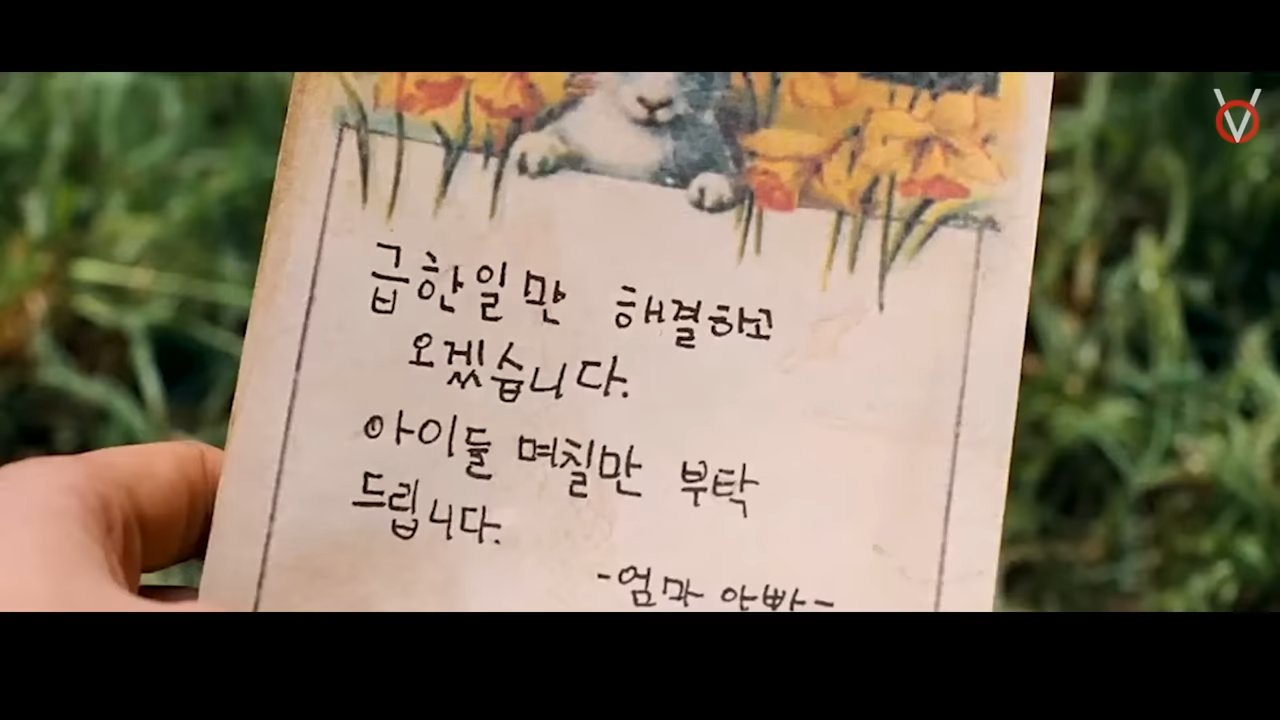 급한일만 해결하고
오겠습니다.
아이들 며칠만 부탁
드립니다.
-엄마 아빠-